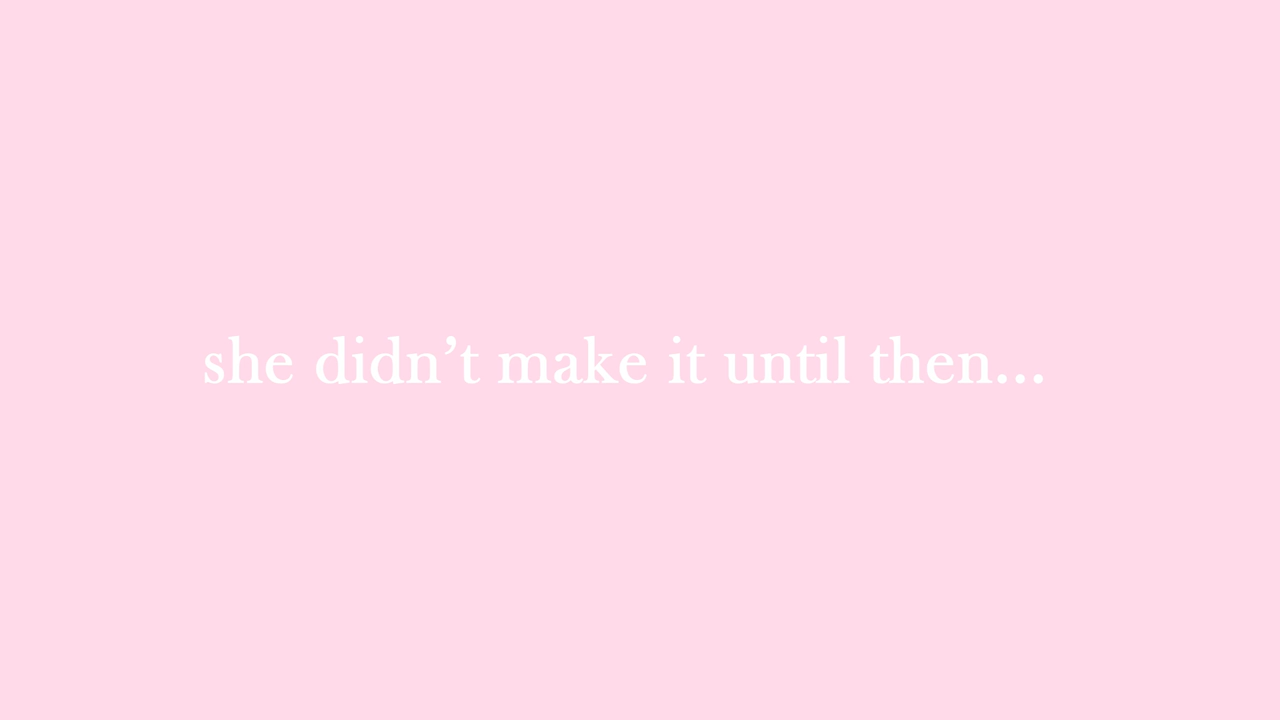 she didn’t make it until then...